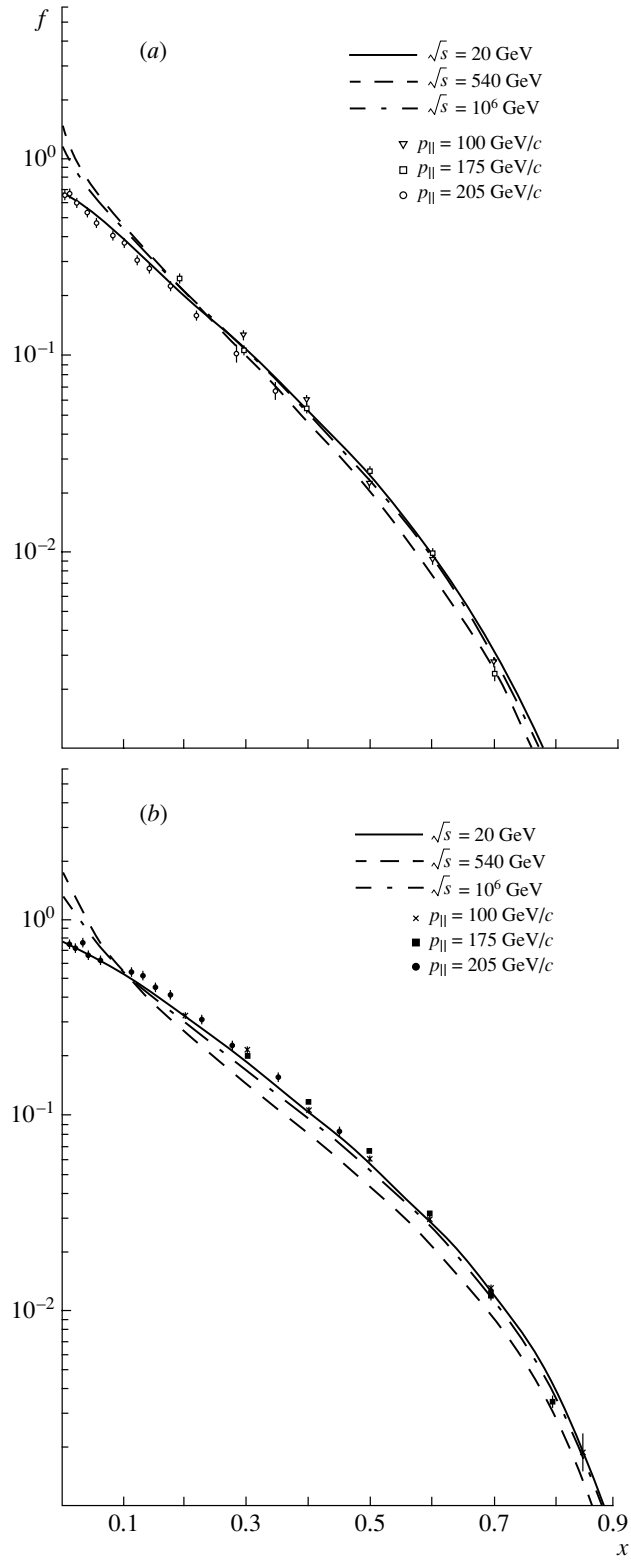 f
(a)
√s = 20 GeV
√s = 540 GeV
√s = 10⁶ GeV
p|| = 100 GeV/c
p|| = 175 GeV/c
p|| = 205 GeV/c
10⁰
10⁻¹
10⁻²
(b)
√s = 20 GeV
√s = 540 GeV
√s = 10⁶ GeV
p|| = 100 GeV/c
p|| = 175 GeV/c
p|| = 205 GeV/c
10⁰
10⁻¹
10⁻²
0.1 0.3 0.5 0.7 0.9
x